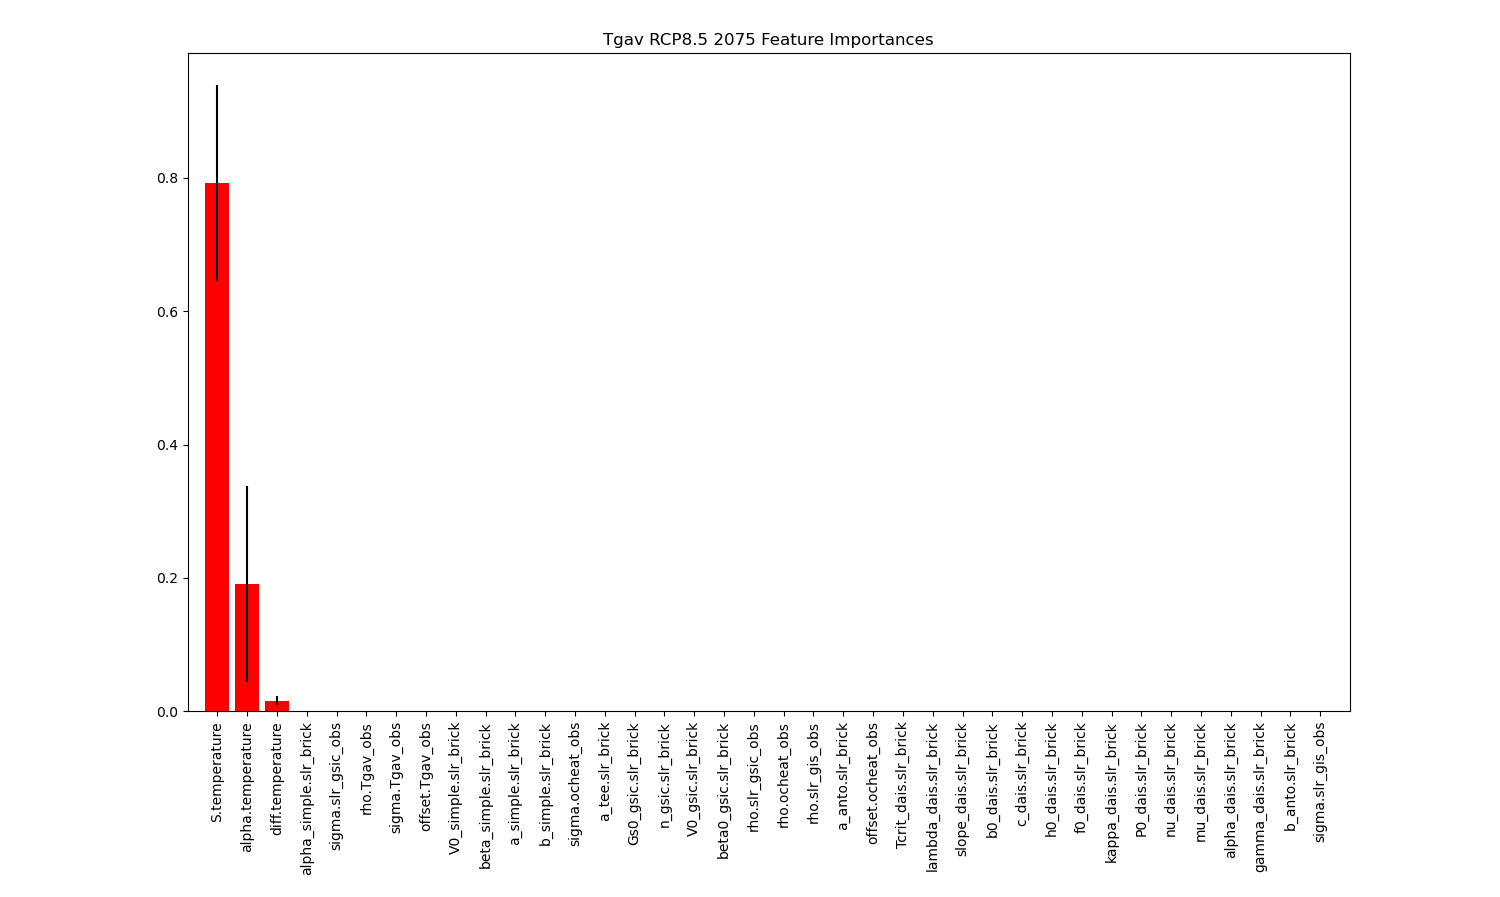 Tgav RCP8.5 2075 Feature Importances
0.8
0.6
0.4
0.2
0.0
S.temperature
alpha.temperature
diff.temperature
alpha_simple.slr_brick
sigma.slr_gsic_obs
rho.Tgav_obs
sigma.Tgav_obs
offset.Tgav_obs
V0_simple.slr_brick
beta_simple.slr_brick
a_simple.slr_brick
b_simple.slr_brick
sigma.ocheat_obs
a_tee.slr_brick
Gs0_gsic.slr_brick
n_gsic.slr_brick
V0_gsic.slr_brick
beta0_gsic.slr_brick
rho.slr_gsic_obs
rho.ocheat_obs
rho.slr_gis_obs
a_anto.slr_brick
offset.ocheat_obs
Tcrit_dais.slr_brick
lambda_dais.slr_brick
slope_dais.slr_brick
b0_dais.slr_brick
c_dais.slr_brick
h0_dais.slr_brick
f0_dais.slr_brick
kappa_dais.slr_brick
P0_dais.slr_brick
nu_dais.slr_brick
mu_dais.slr_brick
alpha_dais.slr_brick
gamma_dais.slr_brick
b_anto.slr_brick
sigma.slr_gis_obs